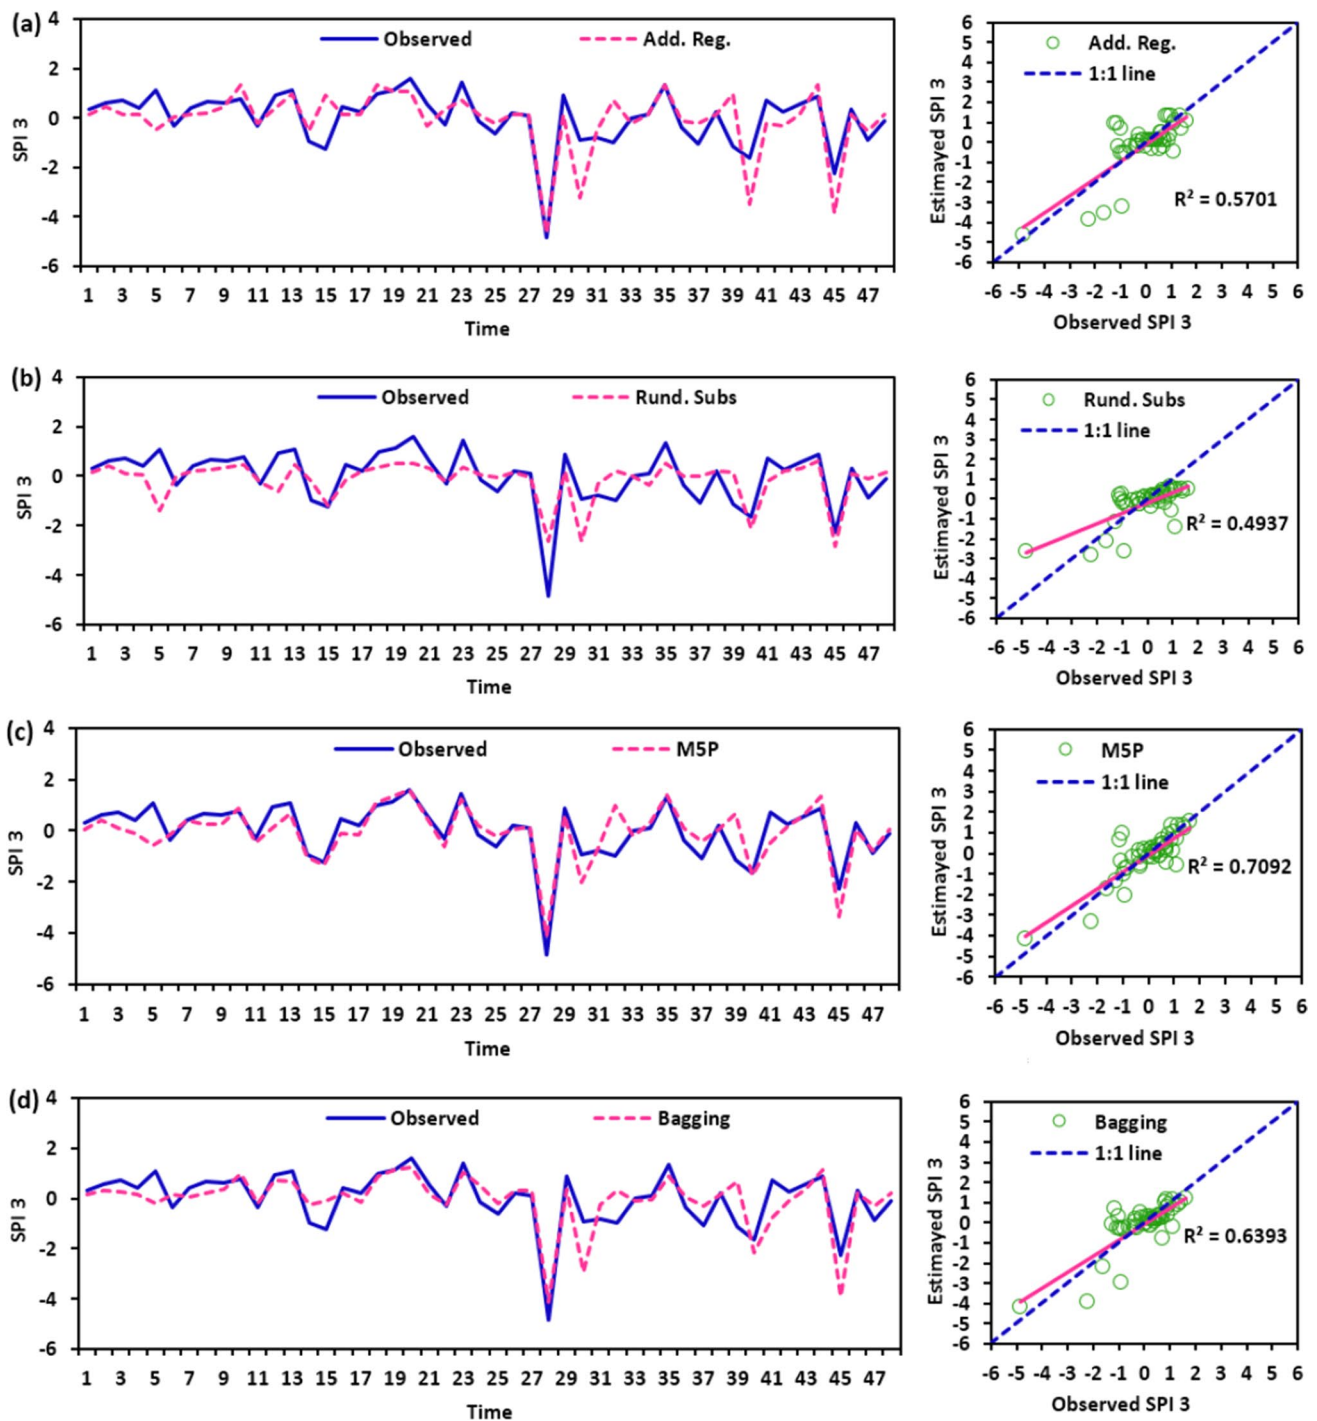 (a)
4
2
0
-2
-4
-6
SPI 3
Observed Add. Reg.
1 3 5 7 9 11 13 15 17 19 21 23 25 27 29 31 33 35 37 39 41 43 45 47
Time
6
5
4
3
2
1
0
-1
-2
-3
-4
-5
-6
Estimayed SPI 3
Add. Reg.
1:1 line
R² = 0.5701
-6 -5 -4 -3 -2 -1 0 1 2 3 4 5 6
Observed SPI 3
(b)
4
2
0
-2
-4
-6
SPI 3
Observed Rund. Subs
1 3 5 7 9 11 13 15 17 19 21 23 25 27 29 31 33 35 37 39 41 43 45 47
Time
6
5
4
3
2
1
0
-1
-2
-3
-4
-5
-6
Estimayed SPI 3
Rund. Subs
1:1 line
R² = 0.4937
-6 -5 -4 -3 -2 -1 0 1 2 3 4 5 6
Observed SPI 3
(c)
4
2
0
-2
-4
-6
SPI 3
Observed M5P
1 3 5 7 9 11 13 15 17 19 21 23 25 27 29 31 33 35 37 39 41 43 45 47
Time
6
5
4
3
2
1
0
-1
-2
-3
-4
-5
-6
Estimayed SPI 3
M5P
1:1 line
R² = 0.7092
-6 -5 -4 -3 -2 -1 0 1 2 3 4 5 6
Observed SPI 3
(d)
4
2
0
-2
-4
-6
SPI 3
Observed Bagging
1 3 5 7 9 11 13 15 17 19 21 23 25 27 29 31 33 35 37 39 41 43 45 47
Time
6
5
4
3
2
1
0
-1
-2
-3
-4
-5
-6
Estimayed SPI 3
Bagging
1:1 line
R² = 0.6393
-6 -5 -4 -3 -2 -1 0 1 2 3 4 5 6
Observed SPI 3